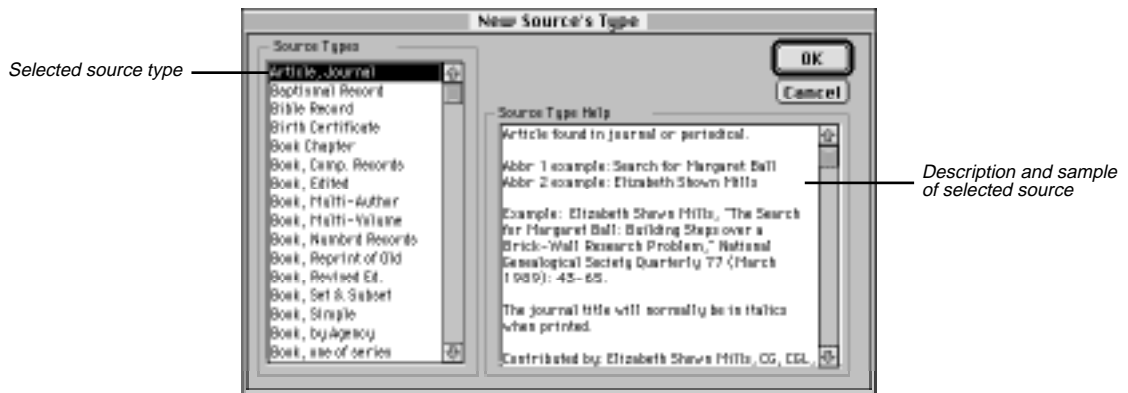 New Source's Type
Source Types
Selected source type
Article, Journal
Baptismal Record
Bible Record
Birth Certificate
Book Chapter
Book, Comp. Records
Book, Edited
Book, Multi-Author
Book, Multi-Volume
Book, Numbrd Records
Book, Reprint of Old
Book, Revised Ed.
Book, Set & Subset
Book, Simple
Book, by Agency
Book, one of series
OK
Cancel
Source Type Help
Article found in journal or periodical.
Abbr 1 example: Search for Margaret Ball
Abbr 2 example: Elizabeth Shown Mills
Example: Elizabeth Shown Mills, "The Search
for Margaret Ball: Building Steps over a
Brick-Wall Research Problem," National
Genealogical Society Quarterly 77 (March
1989): 43-65.
The journal title will normally be in italics
when printed.
Contributed by: Elizabeth Shown Mills, CG, CGL,
Description and sample
of selected source